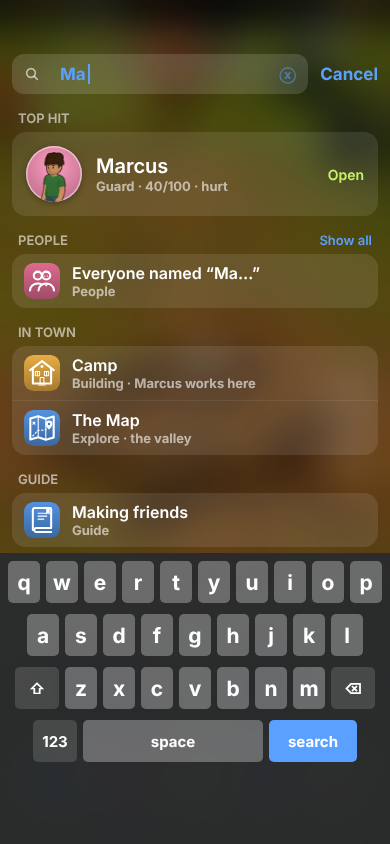 Ma
Cancel
TOP HIT
Marcus
Guard · 40/100 · hurt
Open
PEOPLE
Show all
Everyone named “Ma...”
People
IN TOWN
Camp
Building · Marcus works here
The Map
Explore · the valley
GUIDE
Making friends
Guide
q w e r t y u i o p
a s d f g h j k l
z x c v b n m
123 space search